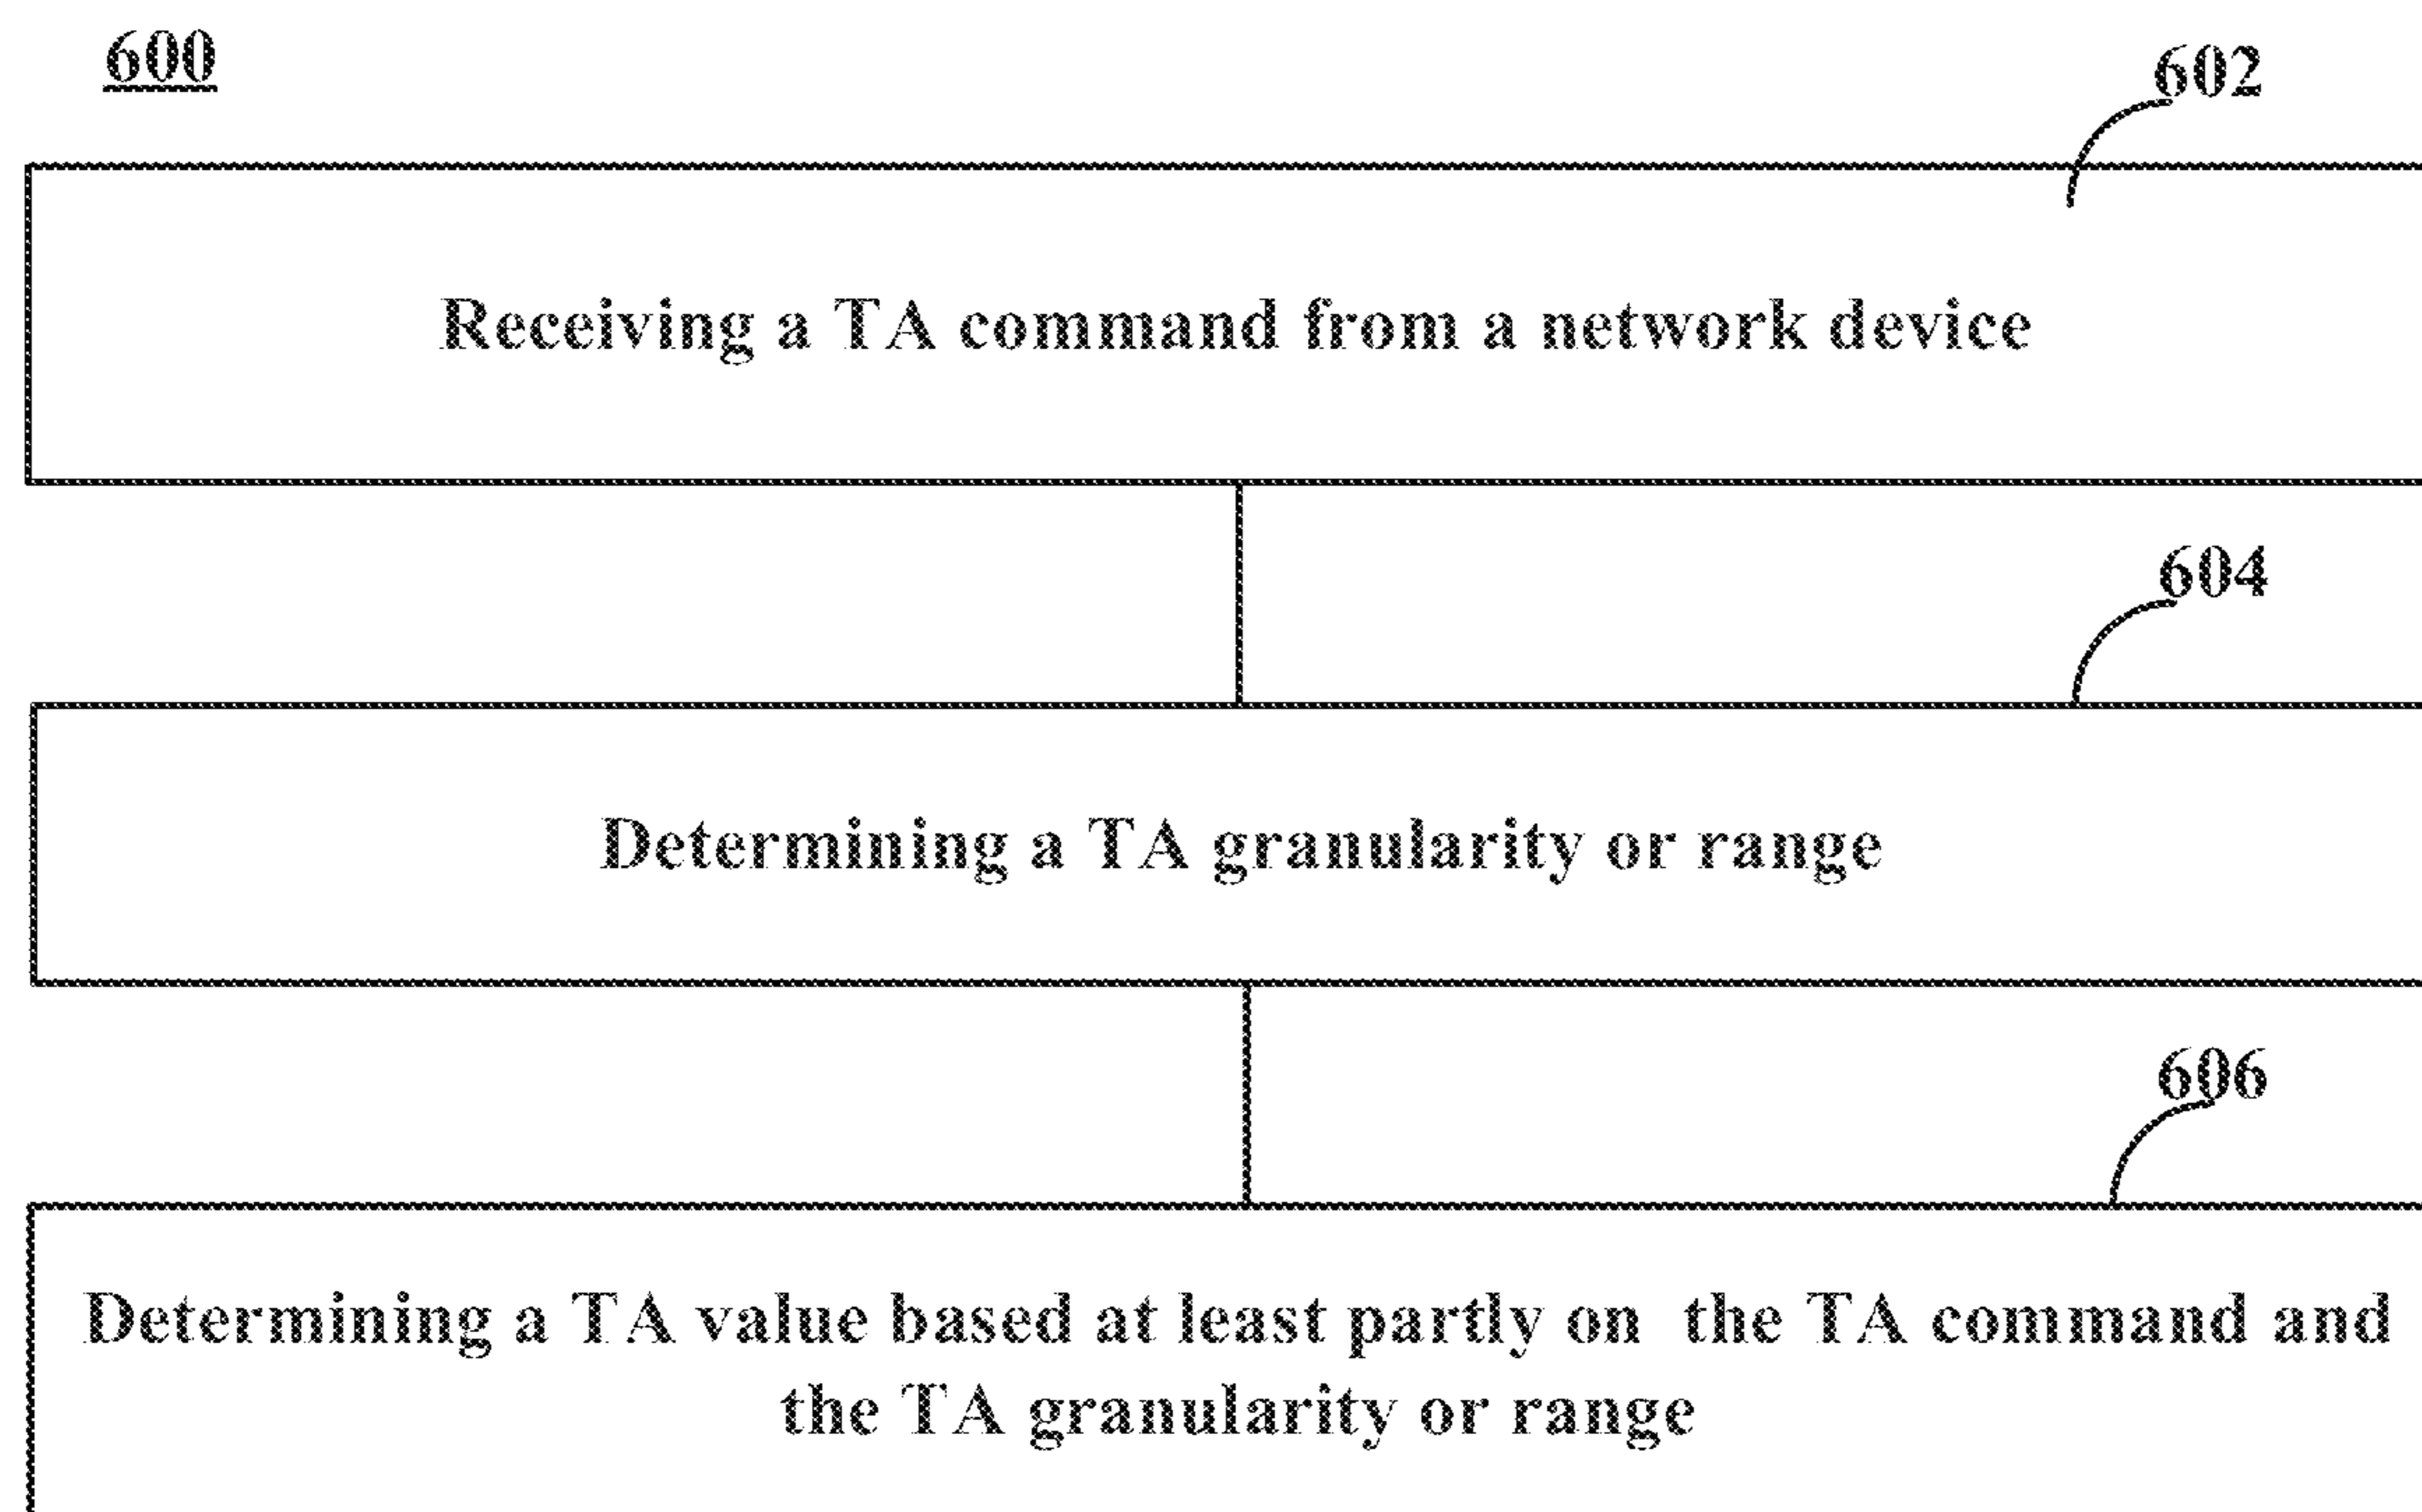 600
602
Receiving a TA command from a network device
604
Determining a TA granularity or range
606
Determining a TA value based at least partly on the TA command and
the TA granularity or range